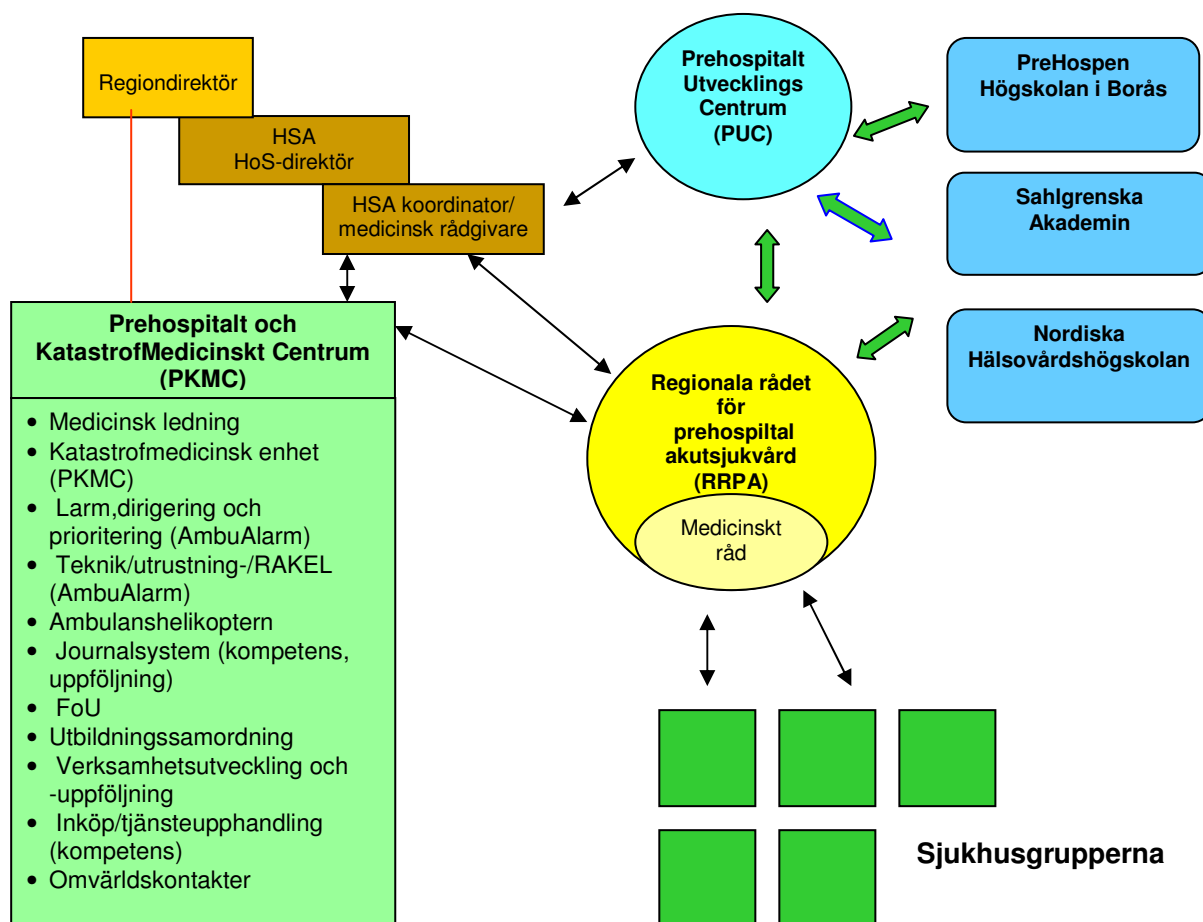 Regiondirektör
HSA
HoS-direktör
HSA koordinator/
medicinsk rådgivare
Prehospitalt
Utvecklings
Centrum
(PUC)
PreHospen
Högskolan i Borås
Sahlgrenska
Akademin
Nordiska
Hälsovårdshögskolan
Prehospitalt och
KatastrofMedicinskt Centrum
(PKMC)
• Medicinsk ledning
• Katastrofmedicinsk enhet
(PKMC)
• Larm,dirigering och
prioritering (AmbuAlarm)
• Teknik/utrustning-/RAKEL
(AmbuAlarm)
• Ambulanshelikoptern
• Journalsystem (kompetens,
uppföljning)
• FoU
• Utbildningssamordning
• Verksamhetsutveckling och
-uppföljning
• Inköp/tjänsteupphandling
(kompetens)
• Omvärldskontakter
Regionala rådet
för
prehospiltal
akutsjukvård
(RRPA)
Medicinskt
råd
Sjukhusgrupperna